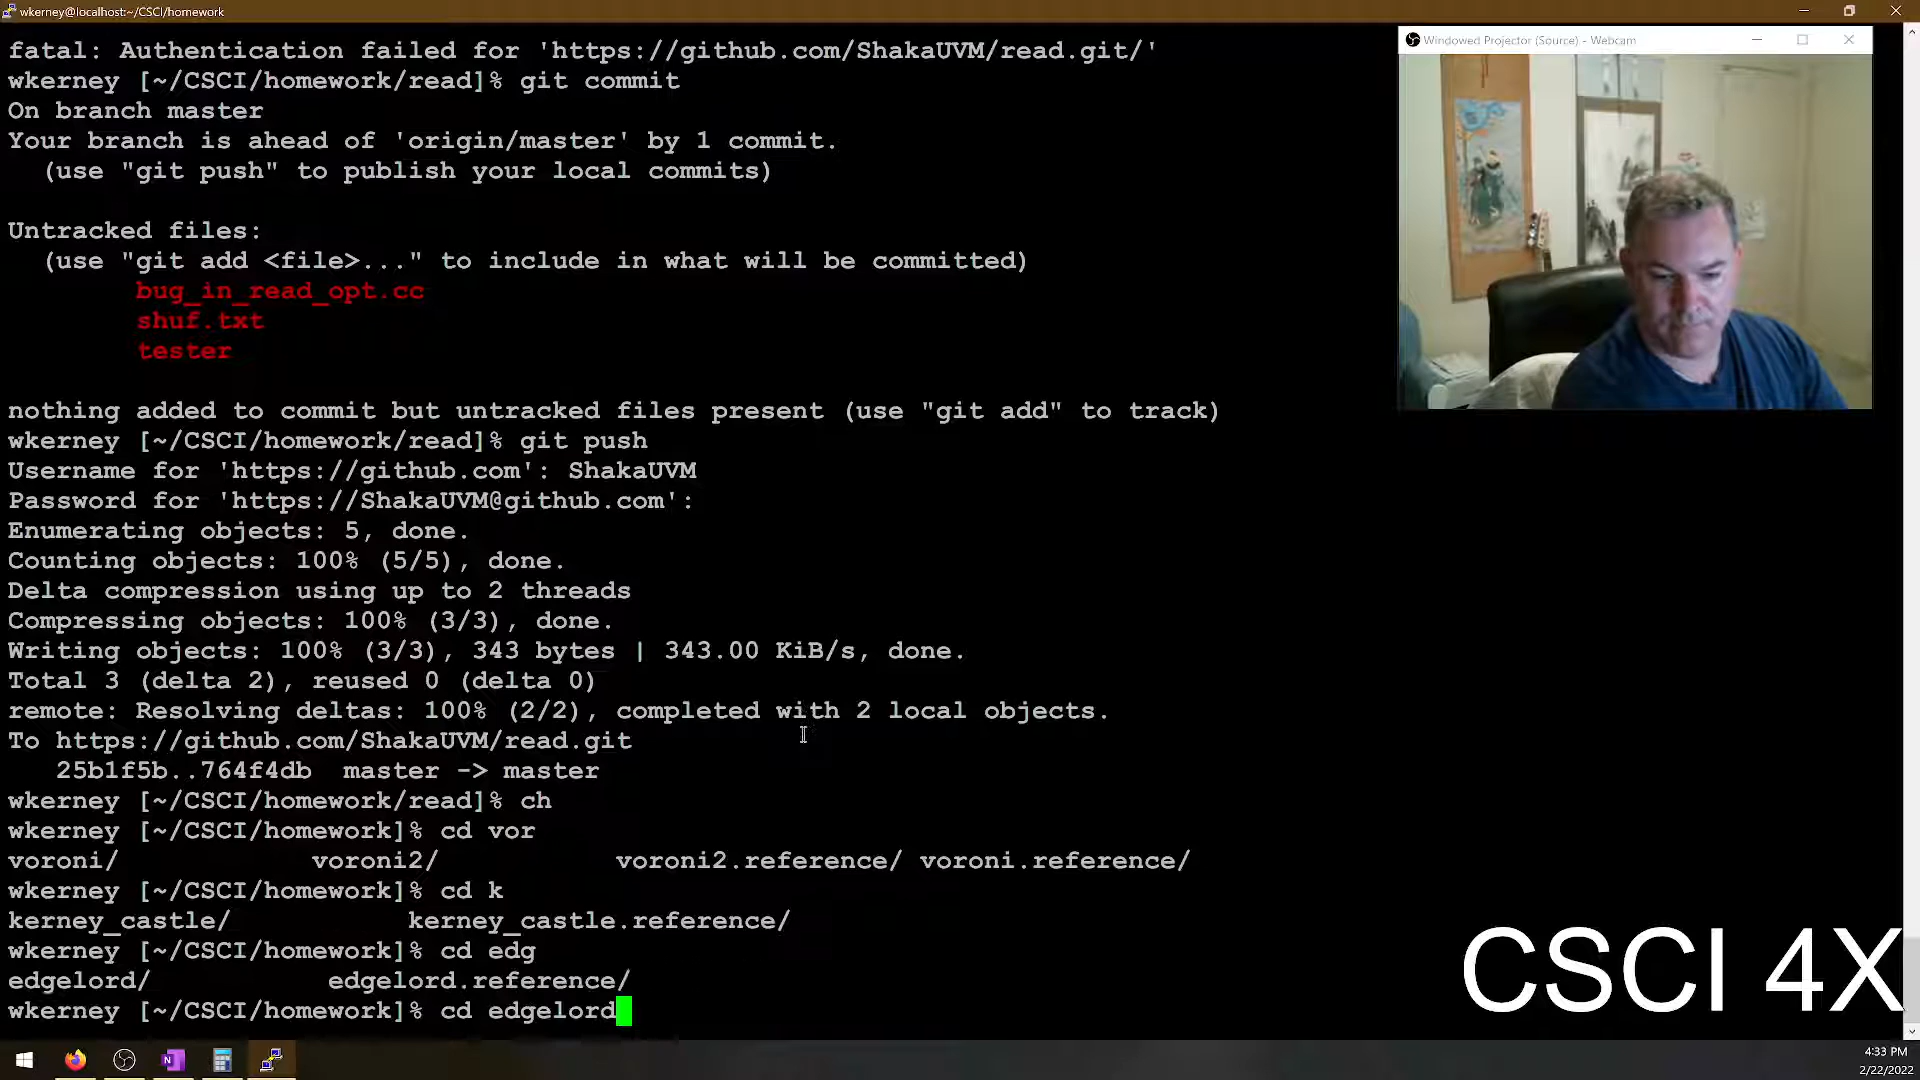 wkerney@localhost:~/CSCI/homework
fatal: Authentication failed for 'https://github.com/ShakaUVM/read.git/'
wkerney [~/CSCI/homework/read]% git commit
On branch master
Your branch is ahead of 'origin/master' by 1 commit.
(use "git push" to publish your local commits)
Untracked files:
(use "git add <file>..." to include in what will be committed)
bug_in_read_opt.cc
shuf.txt
tester
nothing added to commit but untracked files present (use "git add" to track)
wkerney [~/CSCI/homework/read]% git push
Username for 'https://github.com': ShakaUVM
Password for 'https://ShakaUVM@github.com':
Enumerating objects: 5, done.
Counting objects: 100% (5/5), done.
Delta compression using up to 2 threads
Compressing objects: 100% (3/3), done.
Writing objects: 100% (3/3), 343 bytes | 343.00 KiB/s, done.
Total 3 (delta 2), reused 0 (delta 0)
remote: Resolving deltas: 100% (2/2), completed with 2 local objects.
To https://github.com/ShakaUVM/read.git
25b1f5b..764f4db  master -> master
wkerney [~/CSCI/homework/read]% ch
wkerney [~/CSCI/homework]% cd vor
voroni/ voroni2/ voroni2.reference/ voroni.reference/
wkerney [~/CSCI/homework]% cd k
kerney_castle/ kerney_castle.reference/
wkerney [~/CSCI/homework]% cd edg
edgelord/ edgelord.reference/
wkerney [~/CSCI/homework]% cd edgelord
Windowed Projector (Source) - Webcam
CSCI 4X
4:33 PM
2/22/2022